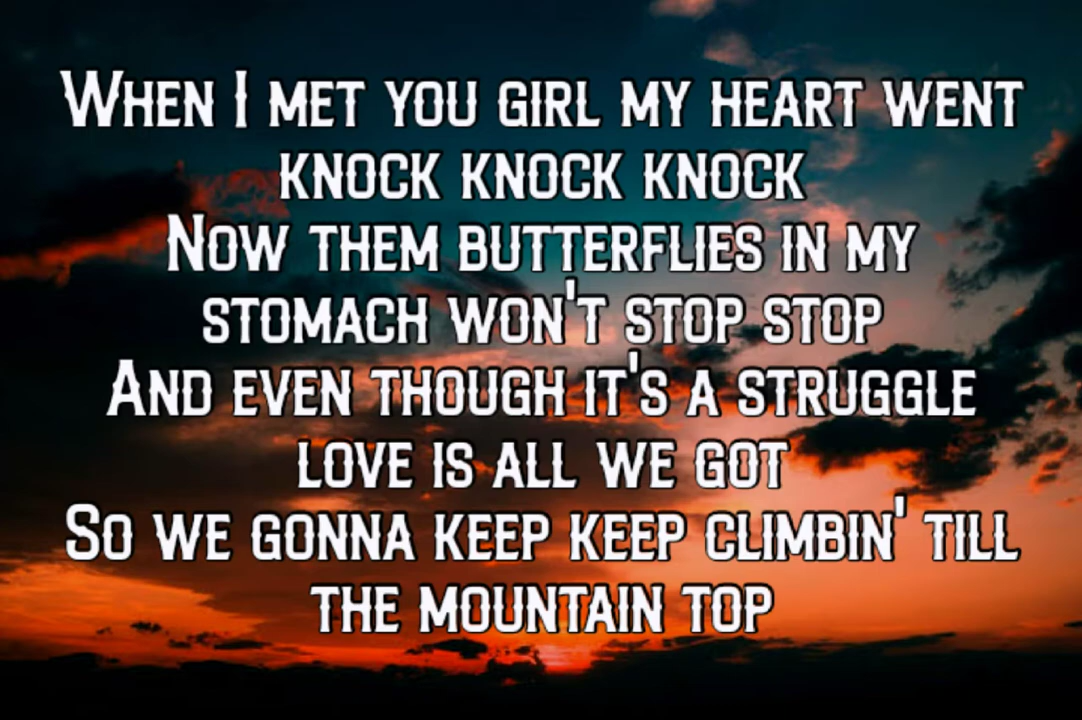 When I met you girl my heart went
knock knock knock
Now them butterflies in my
stomach won't stop stop
And even though it's a struggle
love is all we got
So we gonna keep keep climbin' till
the mountain top